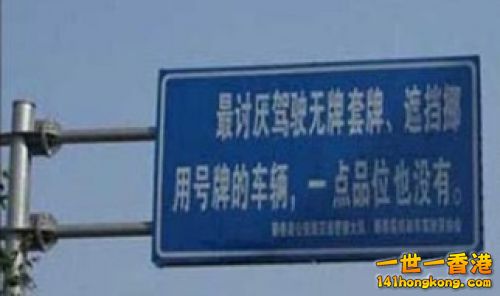 最讨厌驾驶无牌套牌、遮挡挪
用号牌的车辆，一点品位也没有。
一世一香港
141hongkong.com